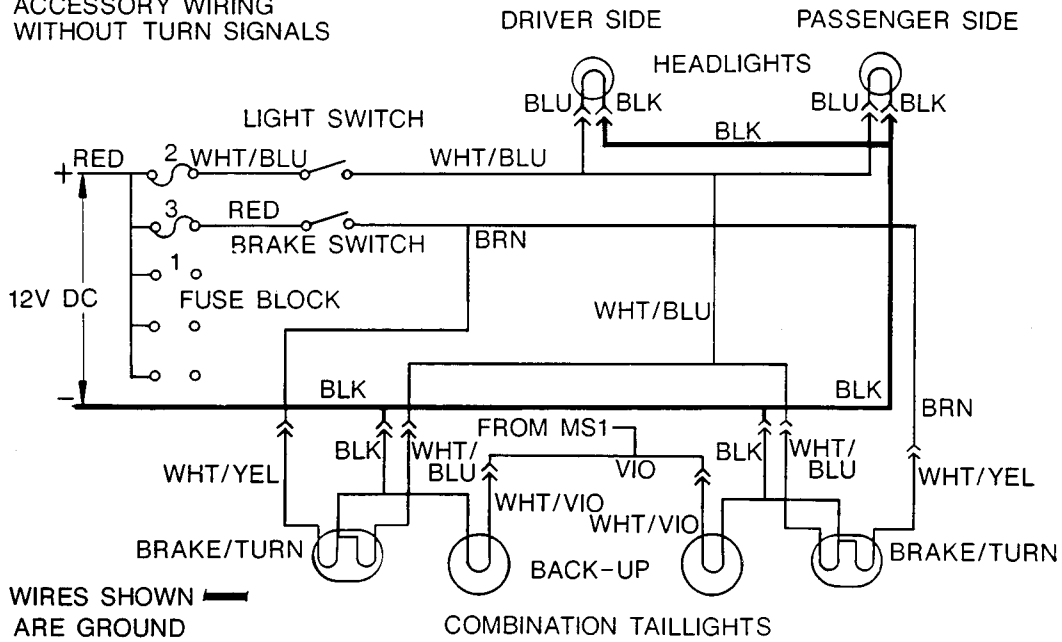 ACCESSORY WIRING
WITHOUT TURN SIGNALS
DRIVER SIDE
PASSENGER SIDE
HEADLIGHTS
BLU
BLK
BLU
BLK
LIGHT SWITCH
BLK
+
RED
2
WHT/BLU
WHT/BLU
3
RED
BRAKE SWITCH
BRN
1
12V DC
FUSE BLOCK
WHT/BLU
-
BLK
BLK
BRN
FROM MS1
BLK
WHT/
BLU
VIO
BLK
WHT/
BLU
WHT/YEL
WHT/VIO
WHT/VIO
WHT/YEL
BRAKE/TURN
BACK-UP
BRAKE/TURN
WIRES SHOWN
ARE GROUND
COMBINATION TAILLIGHTS